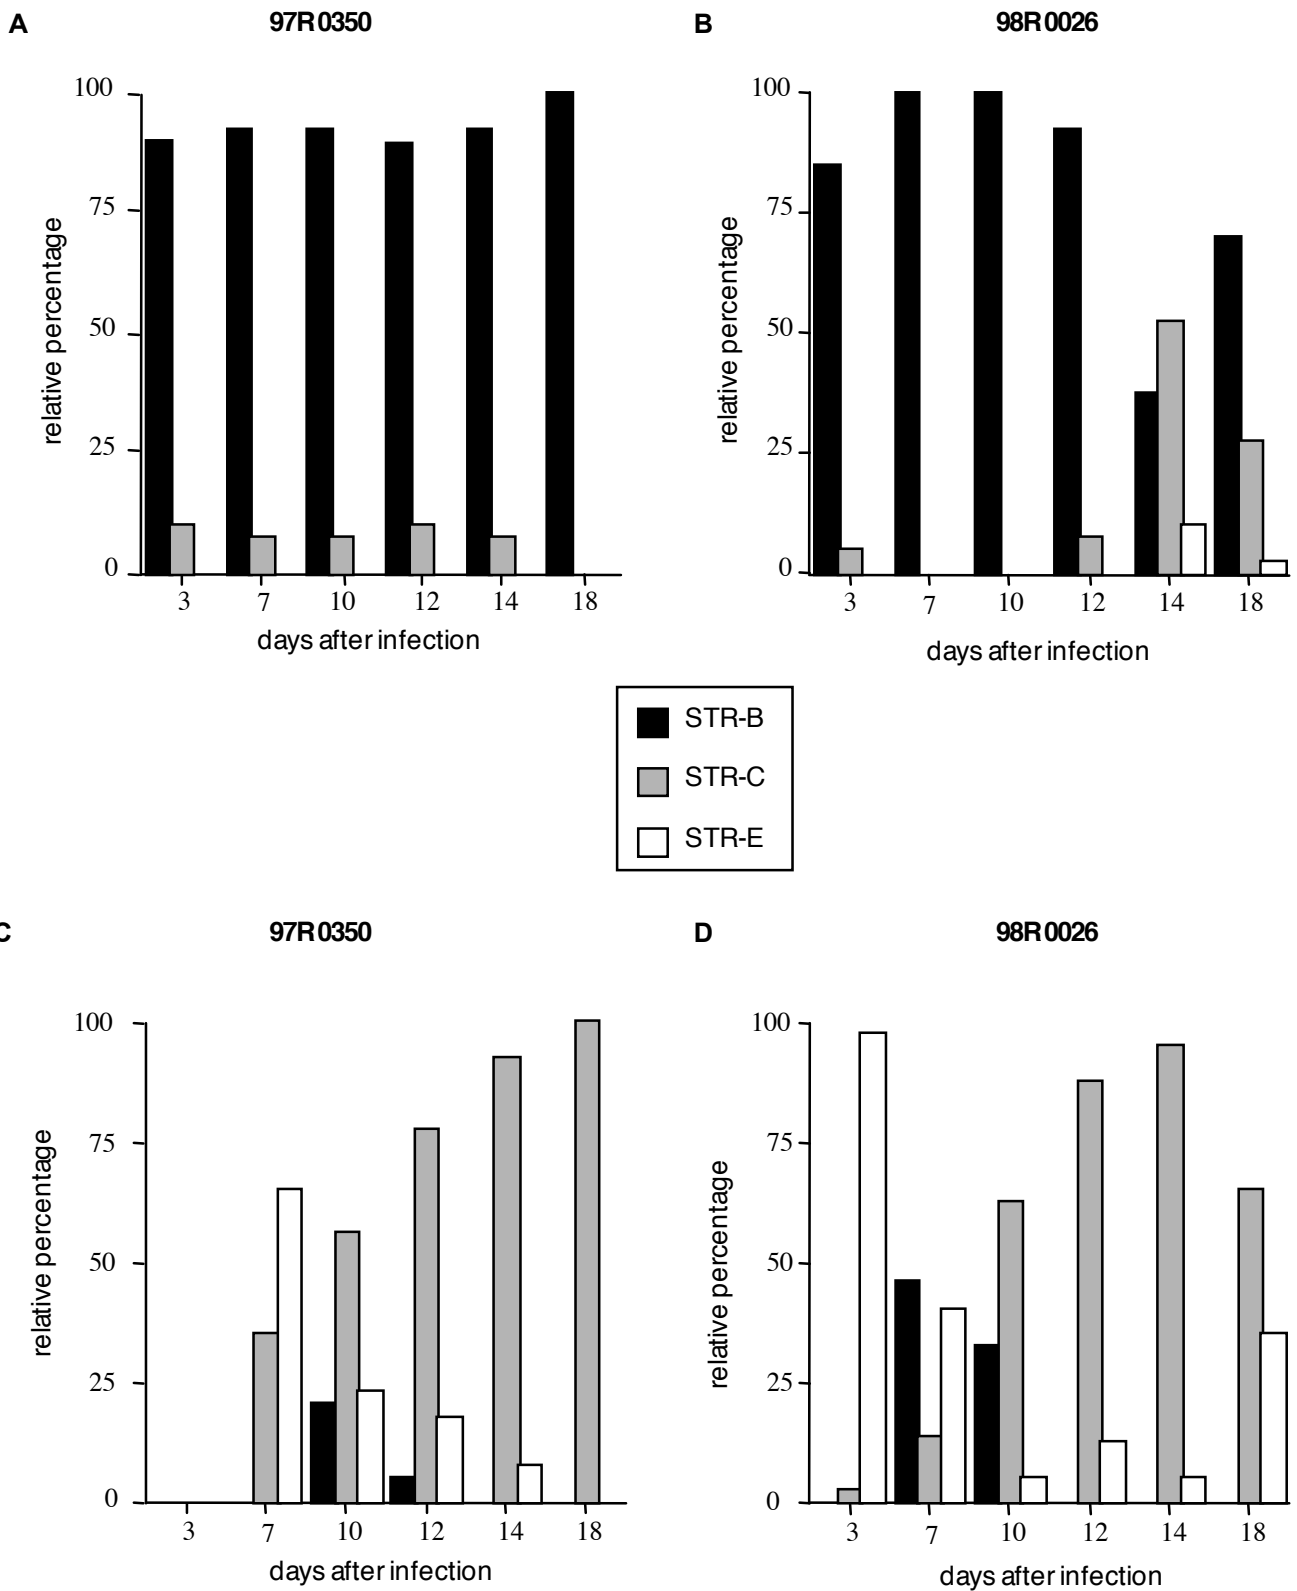 A
97R0350
100
75
50
25
0
relative percentage
3 7 10 12 14 18
days after infection
B
98R0026
100
75
50
25
0
relative percentage
3 7 10 12 14 18
days after infection
STR-B
STR-C
STR-E
C
97R0350
100
75
50
25
0
relative percentage
3 7 10 12 14 18
days after infection
D
98R0026
100
75
50
25
0
relative percentage
3 7 10 12 14 18
days after infection